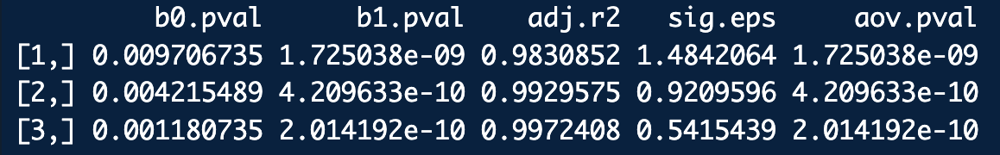 b0.pval b1.pval adj.r2 sig.eps aov.pval
[1,] 0.009706735 1.725038e-09 0.9830852 1.4842064 1.725038e-09
[2,] 0.004215489 4.209633e-10 0.9929575 0.9209596 4.209633e-10
[3,] 0.001180735 2.014192e-10 0.9972408 0.5415439 2.014192e-10